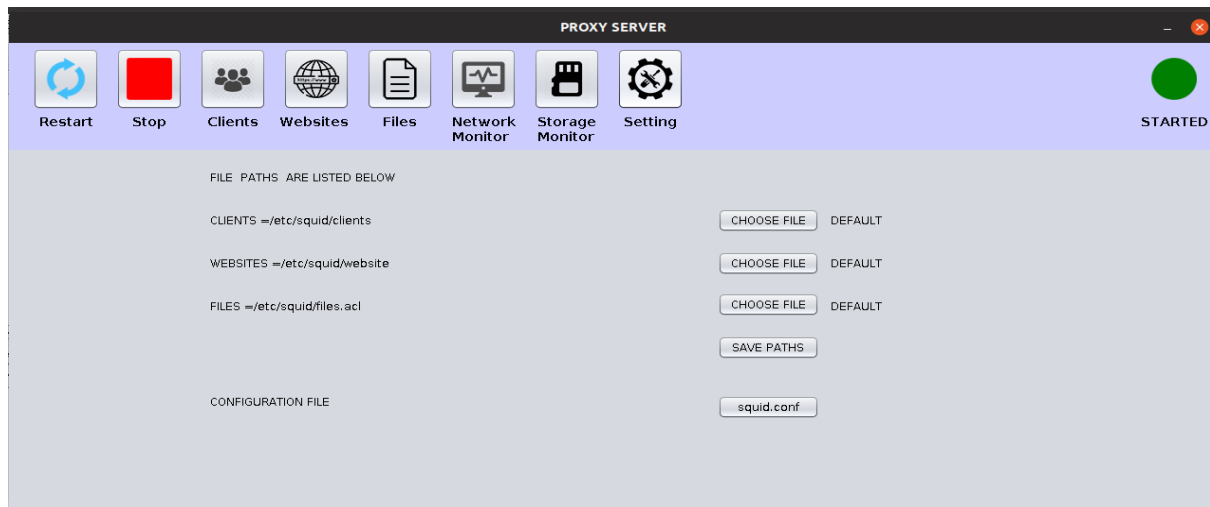 PROXY SERVER
Restart
Stop
Clients
Websites
Files
Network
Monitor
Storage
Monitor
Setting
STARTED
FILE PATHS ARE LISTED BELOW
CLIENTS =/etc/squid/clients
CHOOSE FILE
DEFAULT
WEBSITES =/etc/squid/website
CHOOSE FILE
DEFAULT
FILES =/etc/squid/files.acl
CHOOSE FILE
DEFAULT
SAVE PATHS
CONFIGURATION FILE
squid.conf